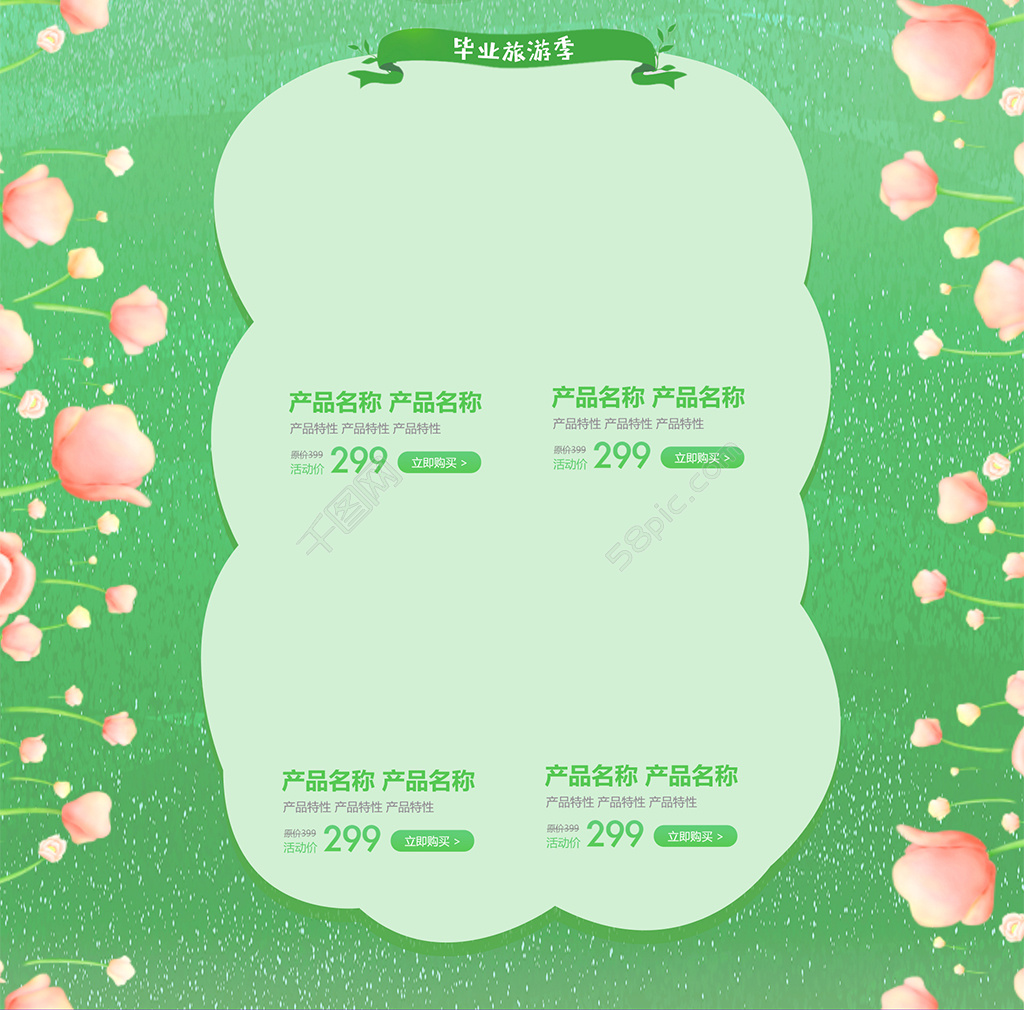 毕业旅游季
产品名称 产品名称
产品特性 产品特性 产品特性
原价399
活动价 299 立即购买 >
产品名称 产品名称
产品特性 产品特性 产品特性
原价399
活动价 299 立即购买 >
千图网
58pic.com
产品名称 产品名称
产品特性 产品特性 产品特性
原价399
活动价 299 立即购买 >
产品名称 产品名称
产品特性 产品特性 产品特性
原价399
活动价 299 立即购买 >